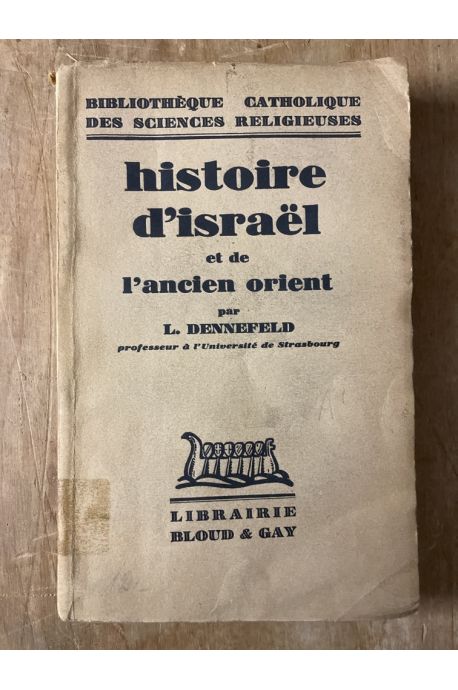 BIBLIOTHÈQUE CATHOLIQUE
DES SCIENCES RELIGIEUSES
histoire
d'israël
et de
l'ancien orient
par
L. DENNEFELD
professeur à l'Université de Strasbourg
LIBRAIRIE
BLOUD & GAY